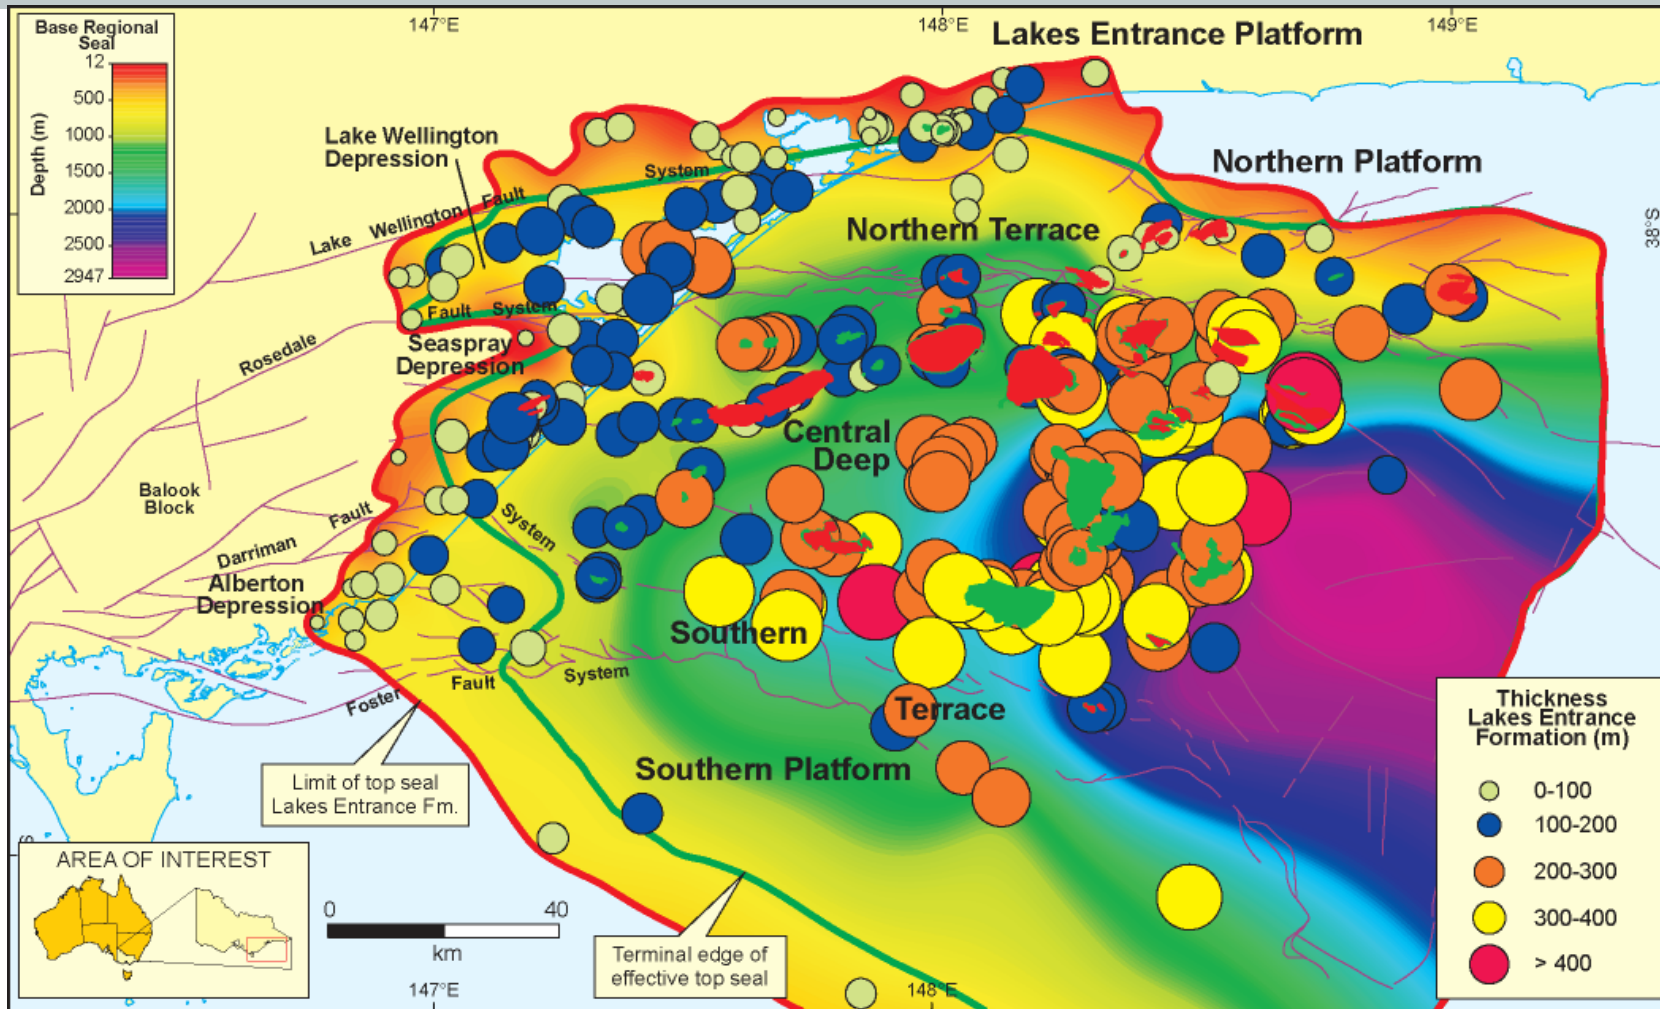 147°E
148°E
149°E
Lakes Entrance Platform
Base Regional
Seal
12
500
1000
1500
2000
2500
2947
Depth (m)
Lake Wellington
Depression
Northern Platform
System
Fault
Wellington
Lake
38°S
Northern Terrace
Fault System
Seaspray
Depression
Rosedale
Central
Deep
Balook
Block
Fault
System
Darriman
Alberton
Depression
Southern
Fault
System
Foster
Terrace
Southern Platform
Limit of top seal
Lakes Entrance Fm.
Thickness
Lakes Entrance
Formation (m)
0-100
100-200
200-300
300-400
> 400
AREA OF INTEREST
0
40
km
Terminal edge of
effective top seal
147°E
148°E